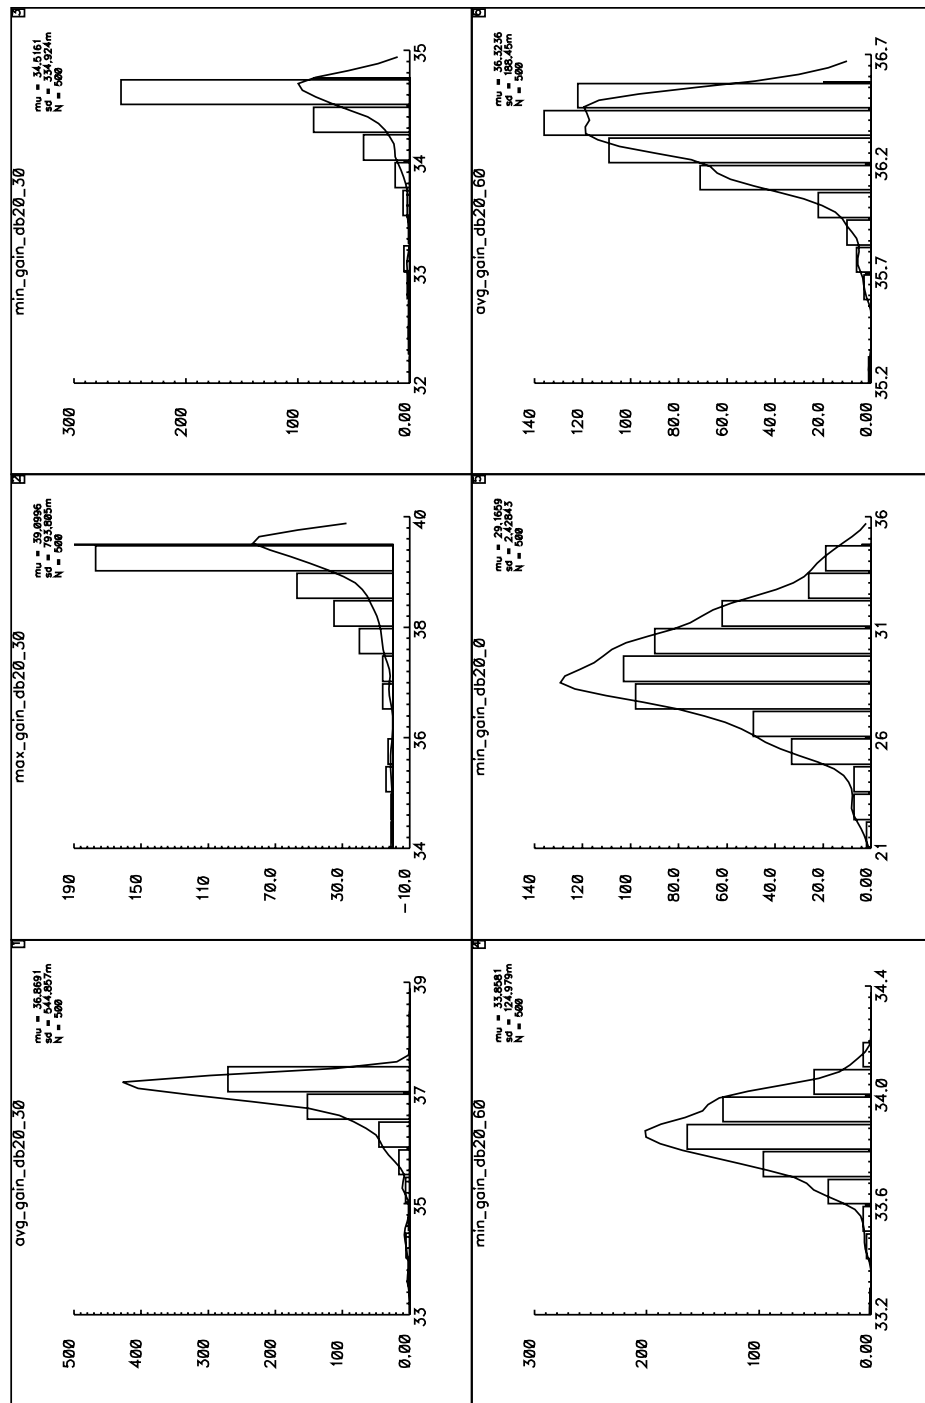 1
avg_gain_db20_30
mu = 36.8691
sd = 544.857m
N = 500
500
400
300
200
100
0.00
33 35 37 39
2
max_gain_db20_30
mu = 39.0996
sd = 793.805m
N = 500
190
150
110
70.0
30.0
-10.0
34 36 38 40
3
min_gain_db20_30
mu = 34.5161
sd = 334.924m
N = 500
300
200
100
0.00
32 33 34 35
4
min_gain_db20_60
mu = 33.8581
sd = 124.979m
N = 500
300
200
100
0.00
33.2 33.6 34.0 34.4
5
min_gain_db20_0
mu = 29.1659
sd = 2.42843
N = 500
140
120
100
80.0
60.0
40.0
20.0
0.00
21 26 31 36
6
avg_gain_db20_60
mu = 36.3236
sd = 188.45m
N = 500
140
120
100
80.0
60.0
40.0
20.0
0.00
35.2 35.7 36.2 36.7